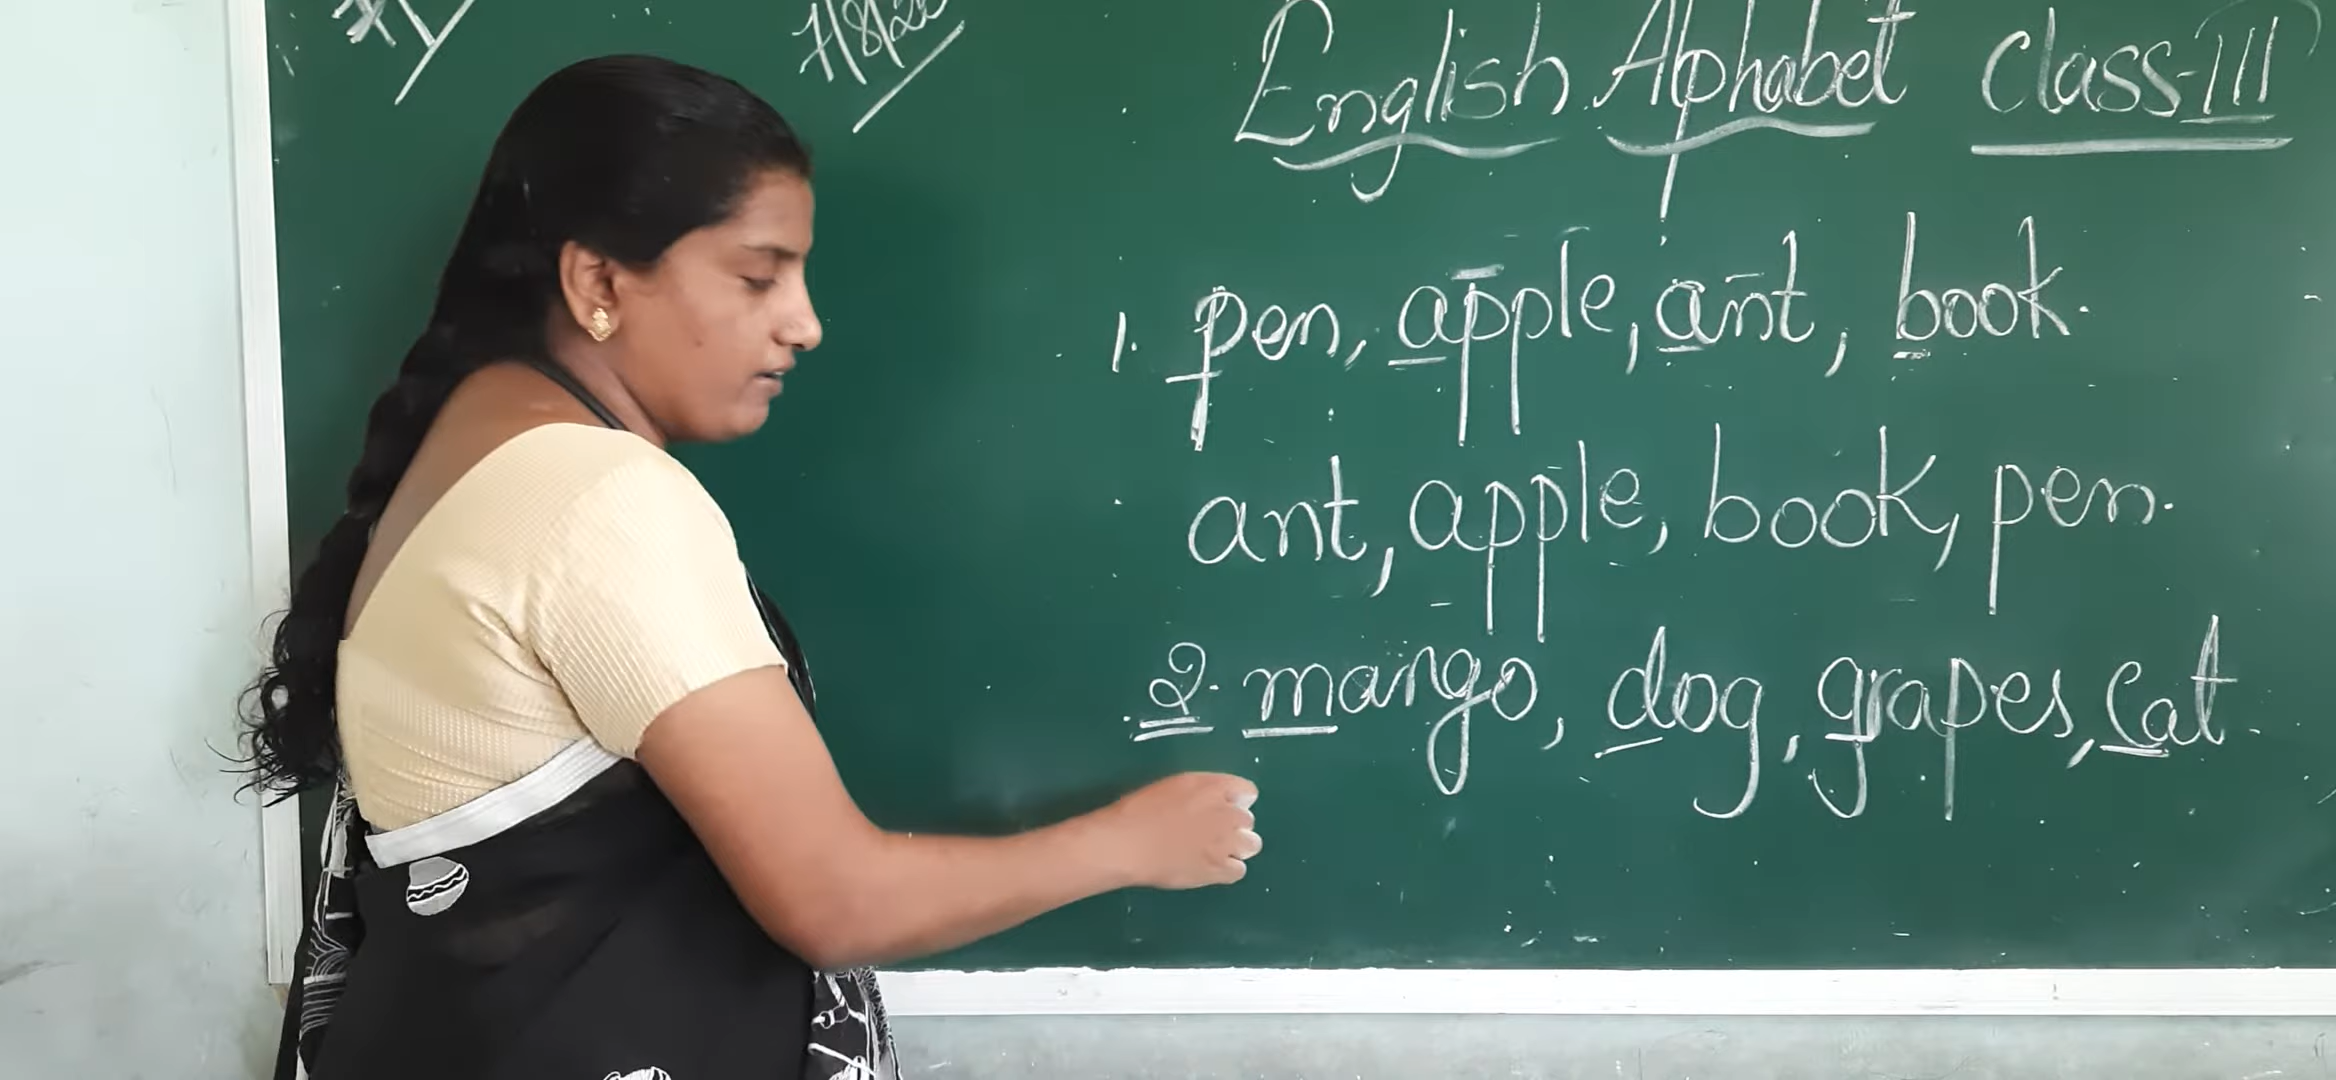 English Alphabet Class-III
1. pen, apple, ant, book.
ant, apple, book, pen.
2. mango, dog, grapes, cat.